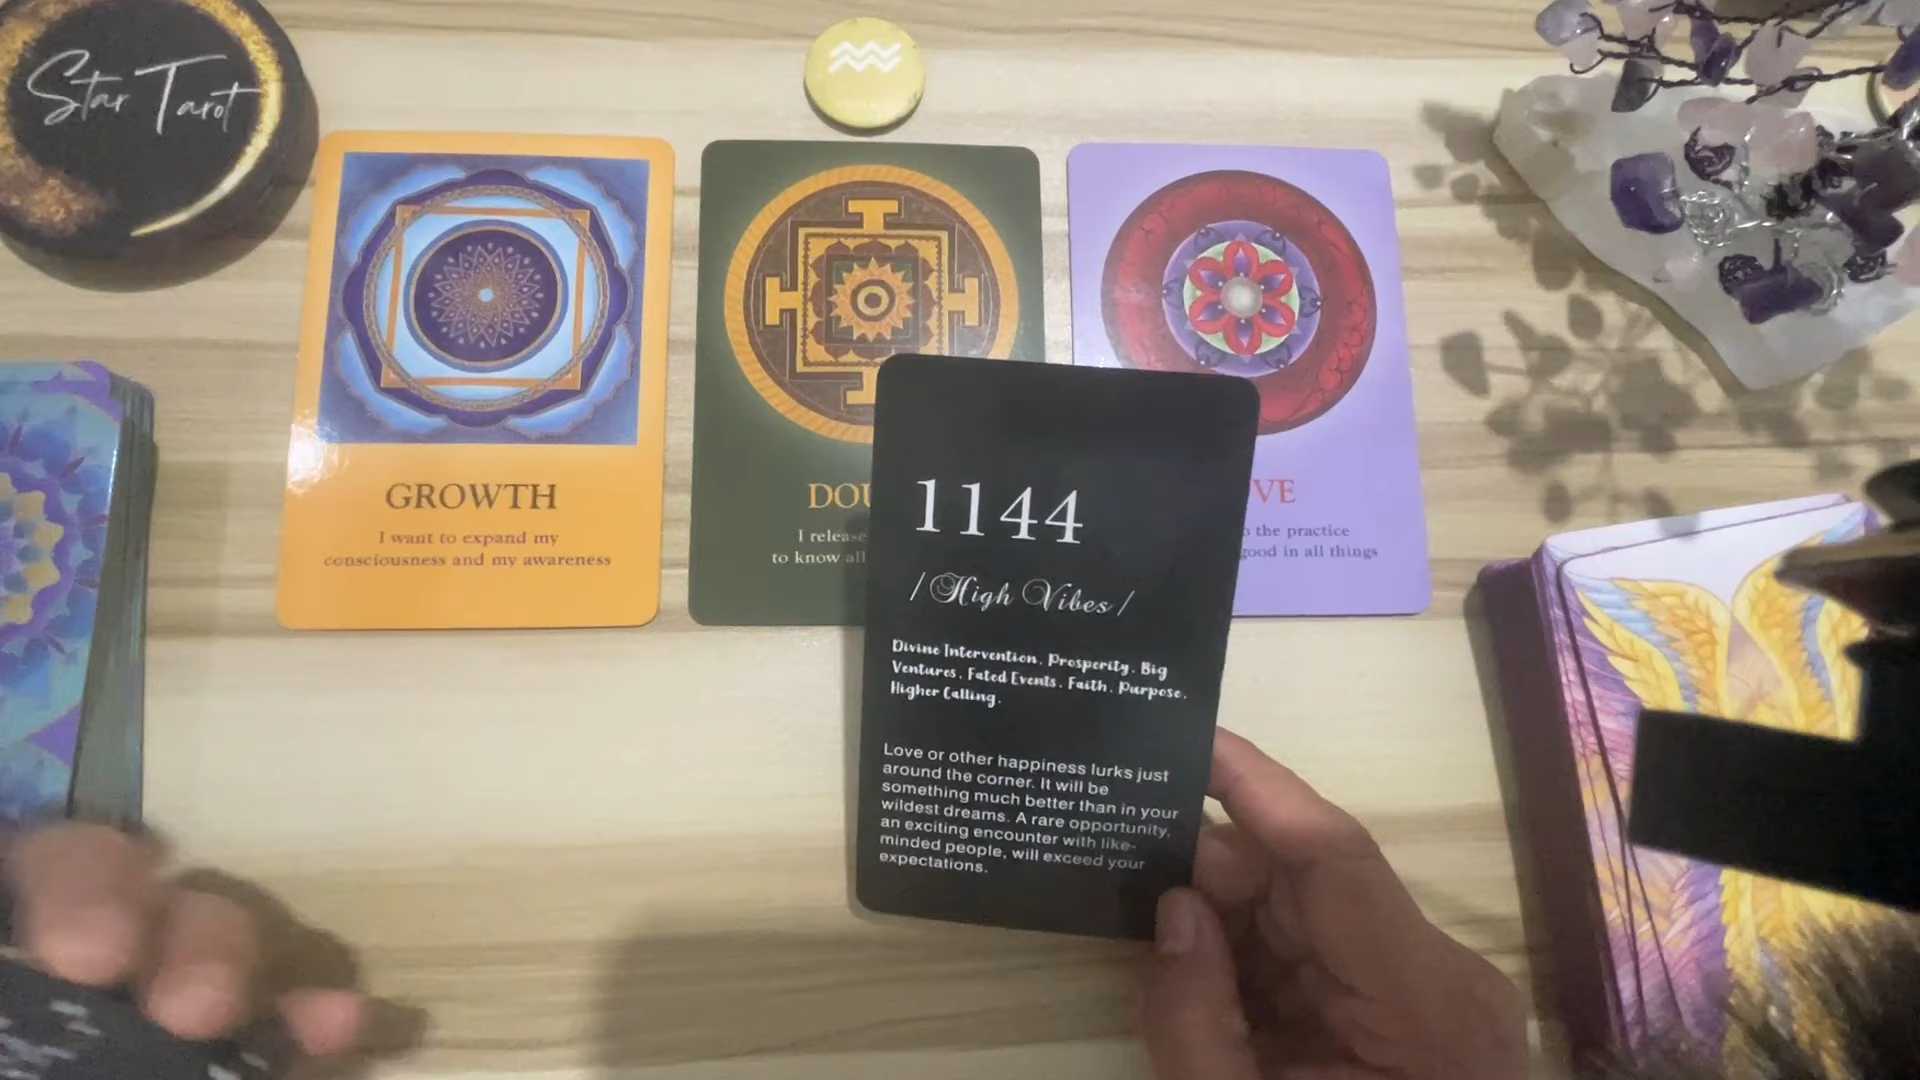 Star Tarot
GROWTH
I want to expand my
consciousness and my awareness
I release
to know all
VE
the practice
good in all things
1144
/High Vibes/
Divine Intervention. Prosperity. Big
Ventures. Fated Events. Faith. Purpose.
Higher Calling.
Love or other happiness lurks just
around the corner. It will be
something much better than in your
wildest dreams. A rare opportunity,
an exciting encounter with like-
minded people, will exceed your
expectations.